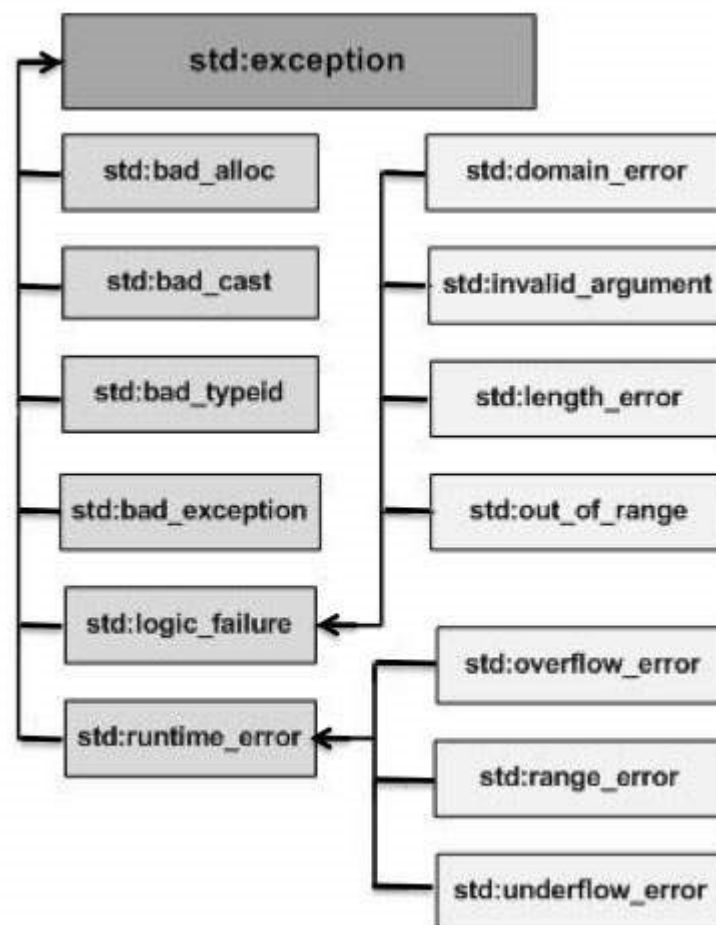 std:exception
std:bad_alloc
std:bad_cast
std:bad_typeid
std:bad_exception
std:logic_failure
std:runtime_error
std:domain_error
std:invalid_argument
std:length_error
std:out_of_range
std:overflow_error
std:range_error
std:underflow_error